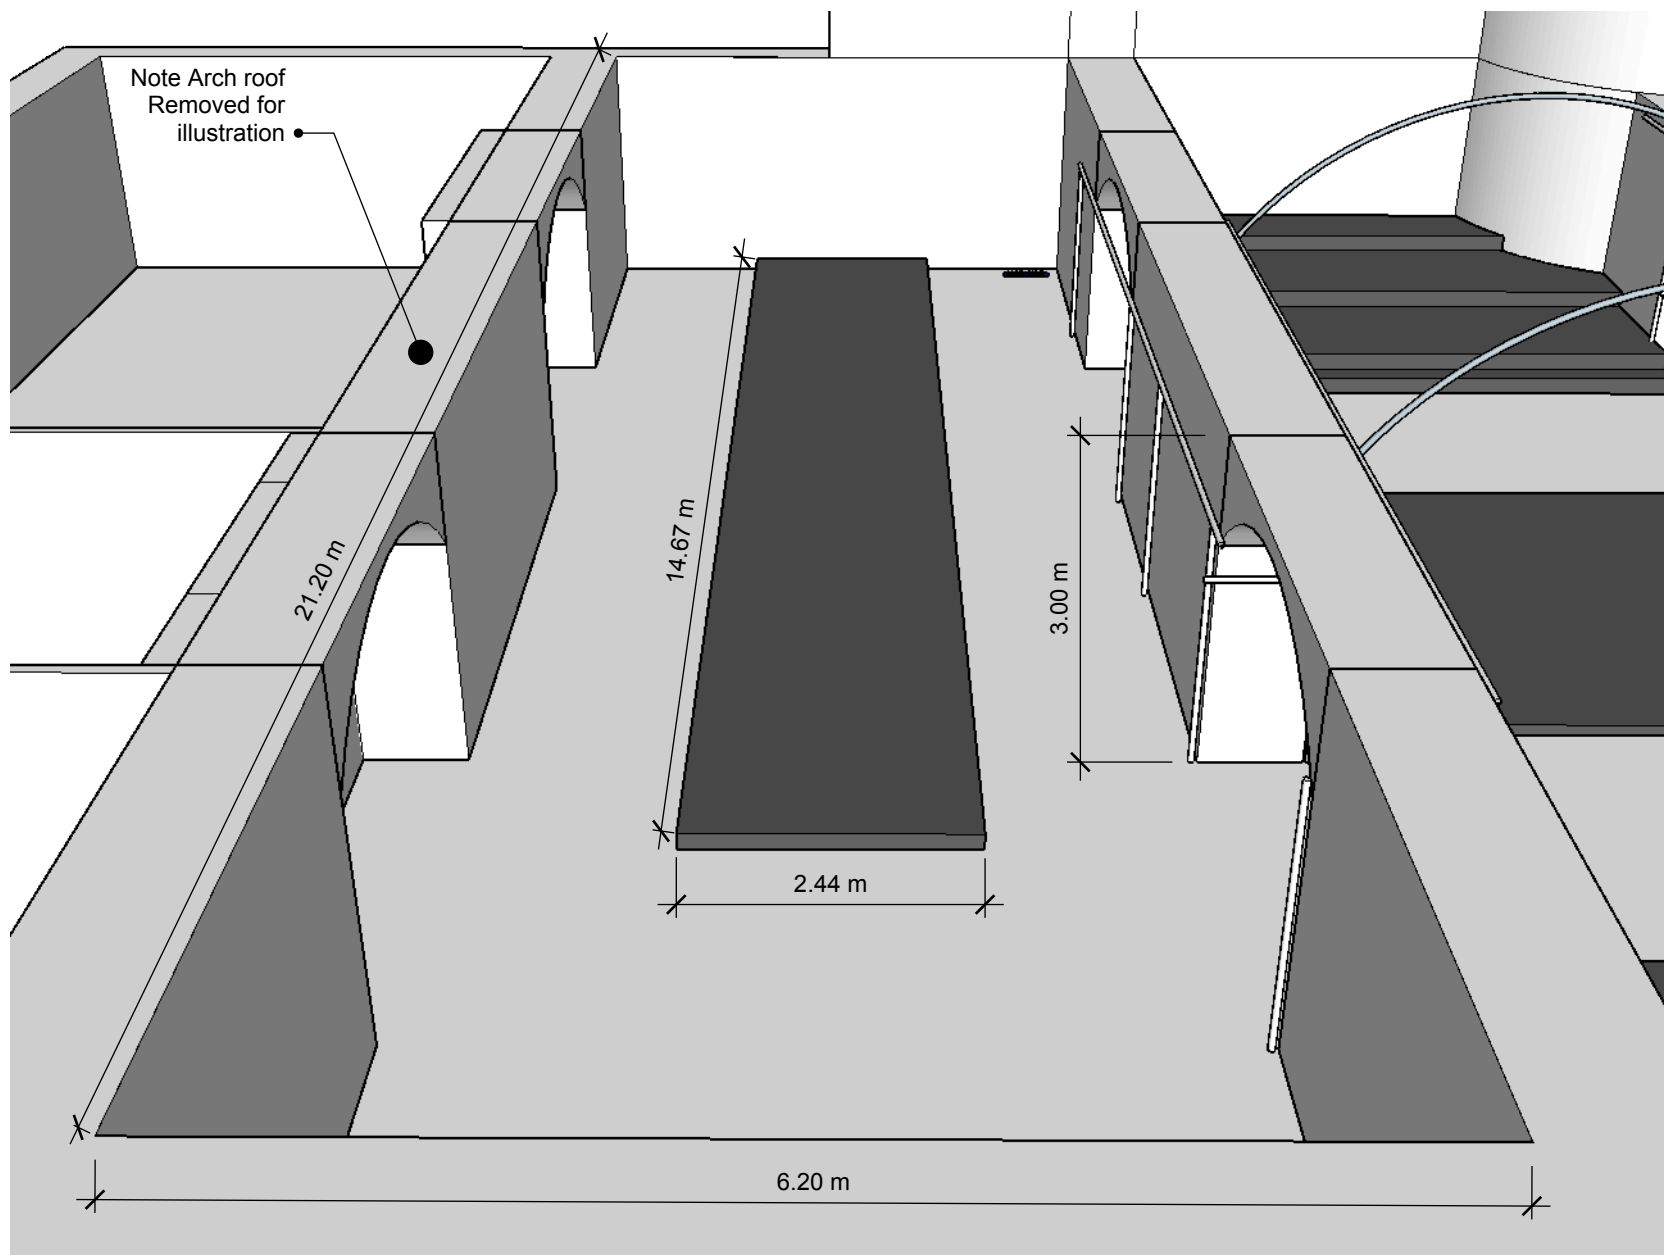 Note Arch roof
Removed for
illustration
21.20 m
14.67 m
3.00 m
2.44 m
6.20 m